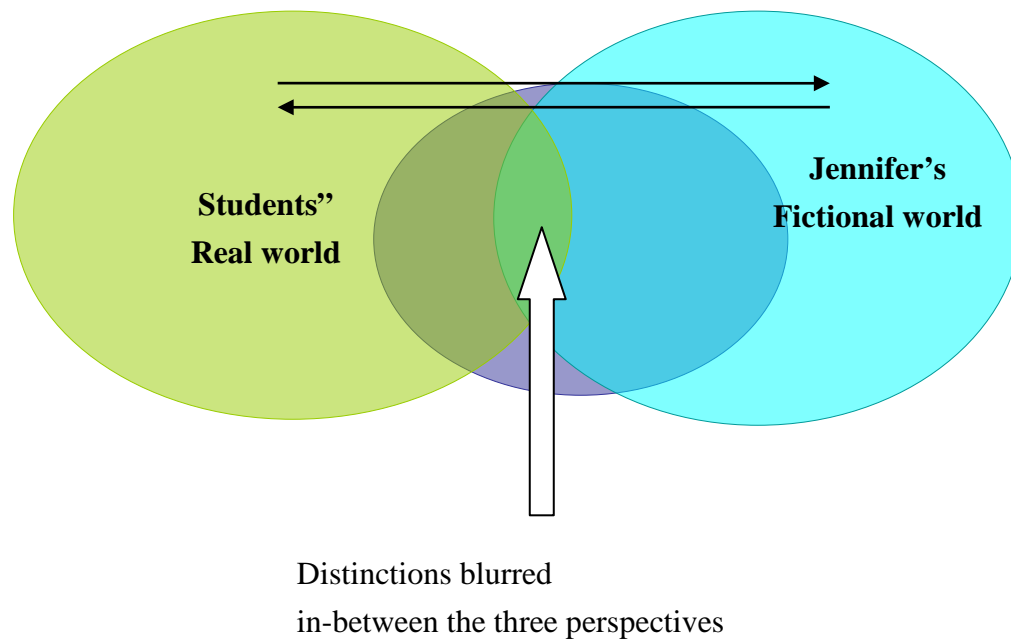 Students”
Real world
Jennifer’s
Fictional world
Distinctions blurred
in-between the three perspectives